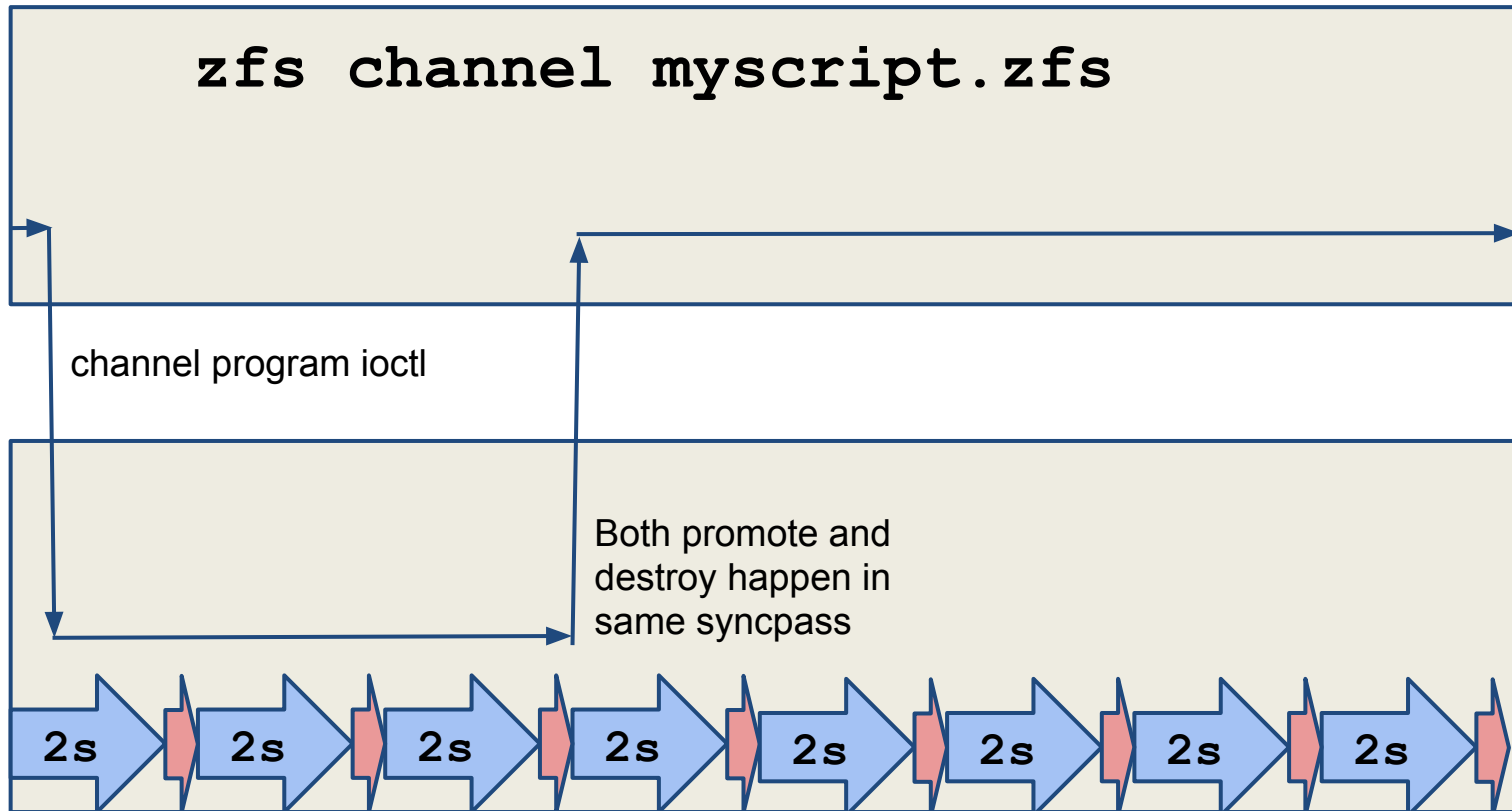 zfs channel myscript.zfs
channel program ioctl
Both promote and
destroy happen in
same syncpass
2s 2s 2s 2s 2s 2s 2s 2s